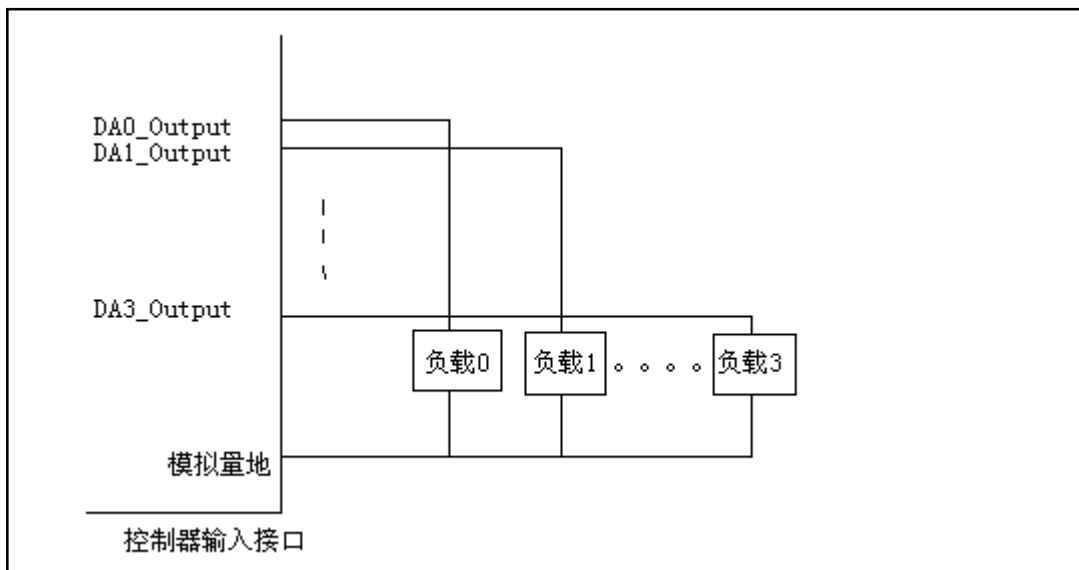 DA0_Output
DA1_Output
DA3_Output
负载0 负载1 。。。。 负载3
模拟量地
控制器输入接口